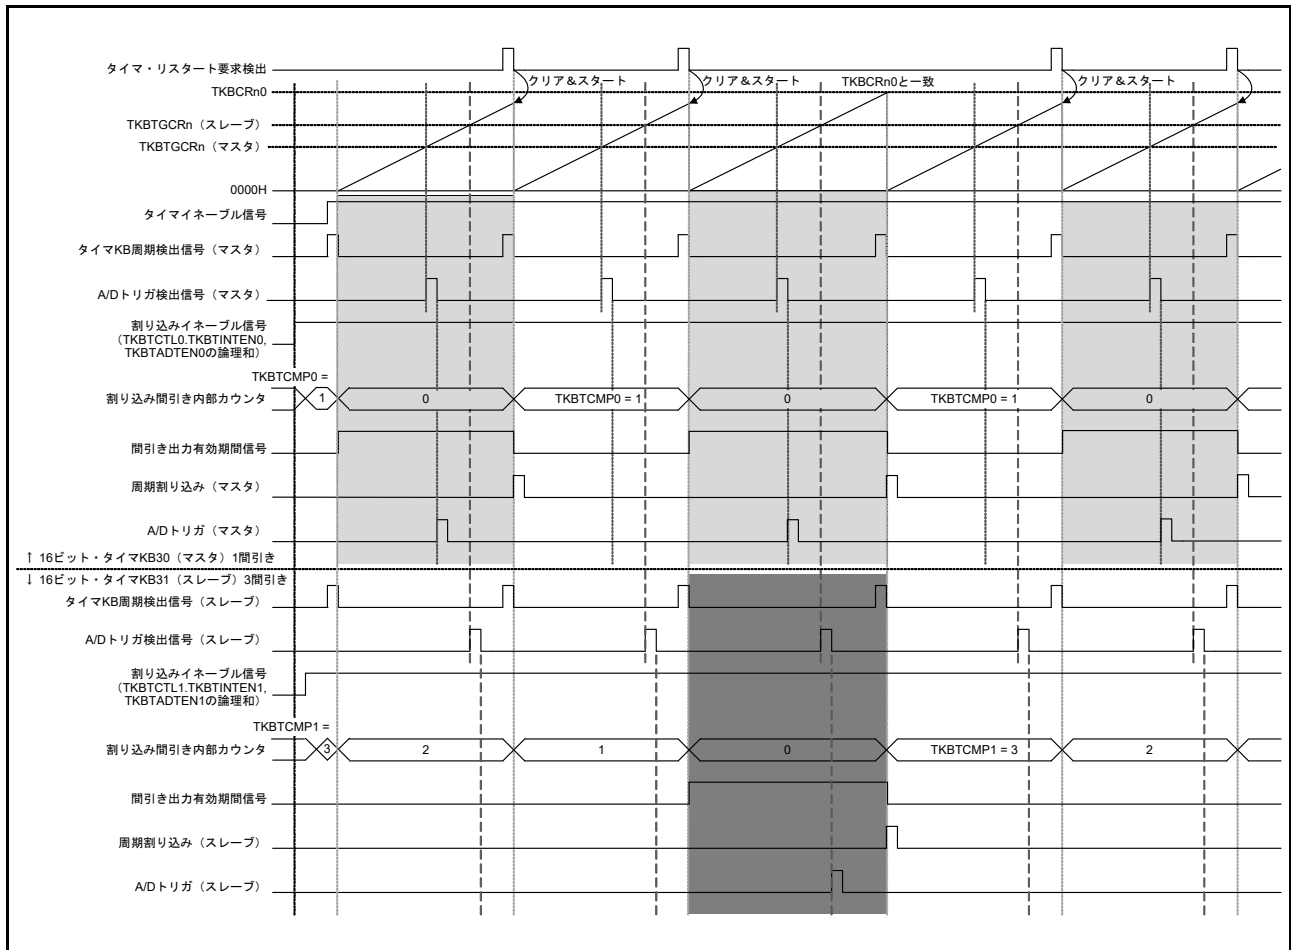 タイマ・リスタート要求検出
クリア＆スタート
クリア＆スタート
TKBCRn0と一致
クリア＆スタート
クリア＆スタート
TKBCRn0
TKBTGCRn（スレーブ）
TKBTGCRn（マスタ）
0000H
タイマイネーブル信号
タイマKB周期検出信号（マスタ）
A/Dトリガ検出信号（マスタ）
割り込みイネーブル信号
（TKBTCTL0.TKBTINTEN0,
TKBTADTEN0の論理和）
TKBTCMP0 =
割り込み間引き内部カウンタ
1
0
TKBTCMP0 = 1
0
TKBTCMP0 = 1
0
間引き出力有効期間信号
周期割り込み（マスタ）
A/Dトリガ（マスタ）
↑ 16ビット・タイマKB30（マスタ）1間引き
↓ 16ビット・タイマKB31（スレーブ）3間引き
タイマKB周期検出信号（スレーブ）
A/Dトリガ検出信号（スレーブ）
割り込みイネーブル信号
（TKBTCTL1.TKBTINTEN1,
TKBTADTEN1の論理和）
TKBTCMP1 =
割り込み間引き内部カウンタ
3
2
1
0
TKBTCMP1 = 3
2
間引き出力有効期間信号
周期割り込み（スレーブ）
A/Dトリガ（スレーブ）